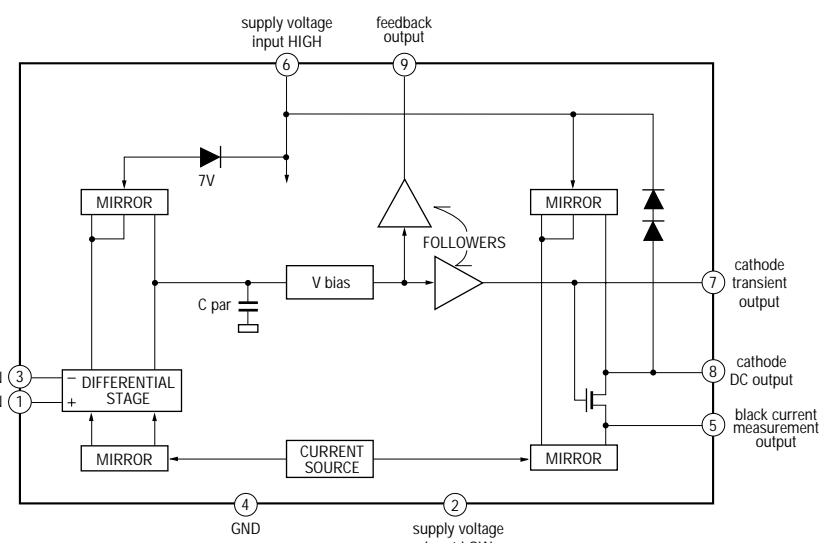 supply voltage
input HIGH
feedback
output
6
9
7V
MIRROR
MIRROR
FOLLOWERS
V bias
C par
7
cathode
transient
output
3
− DIFFERENTIAL
STAGE
1
+
8
cathode
DC output
5
black current
measurement
output
MIRROR
CURRENT
SOURCE
MIRROR
4
GND
2
supply voltage